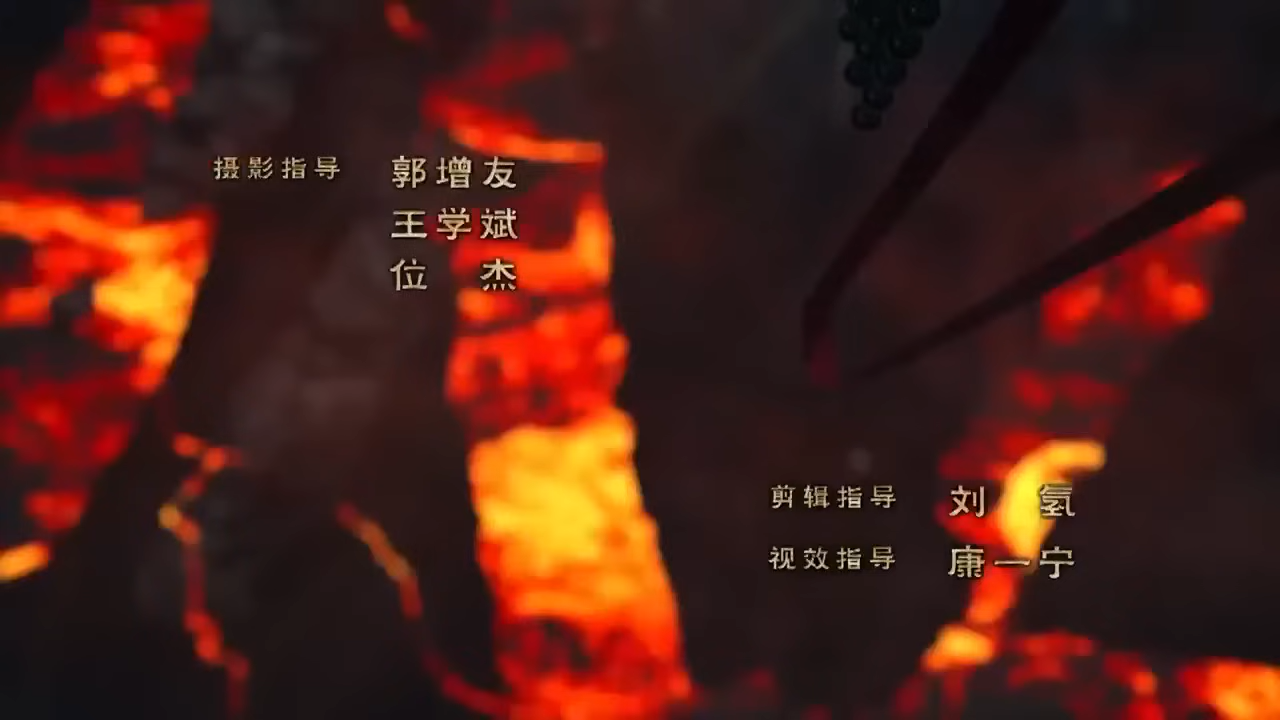 摄影指导 郭增友
王学斌
位 杰
剪辑指导 刘 氢
视效指导 康一宁